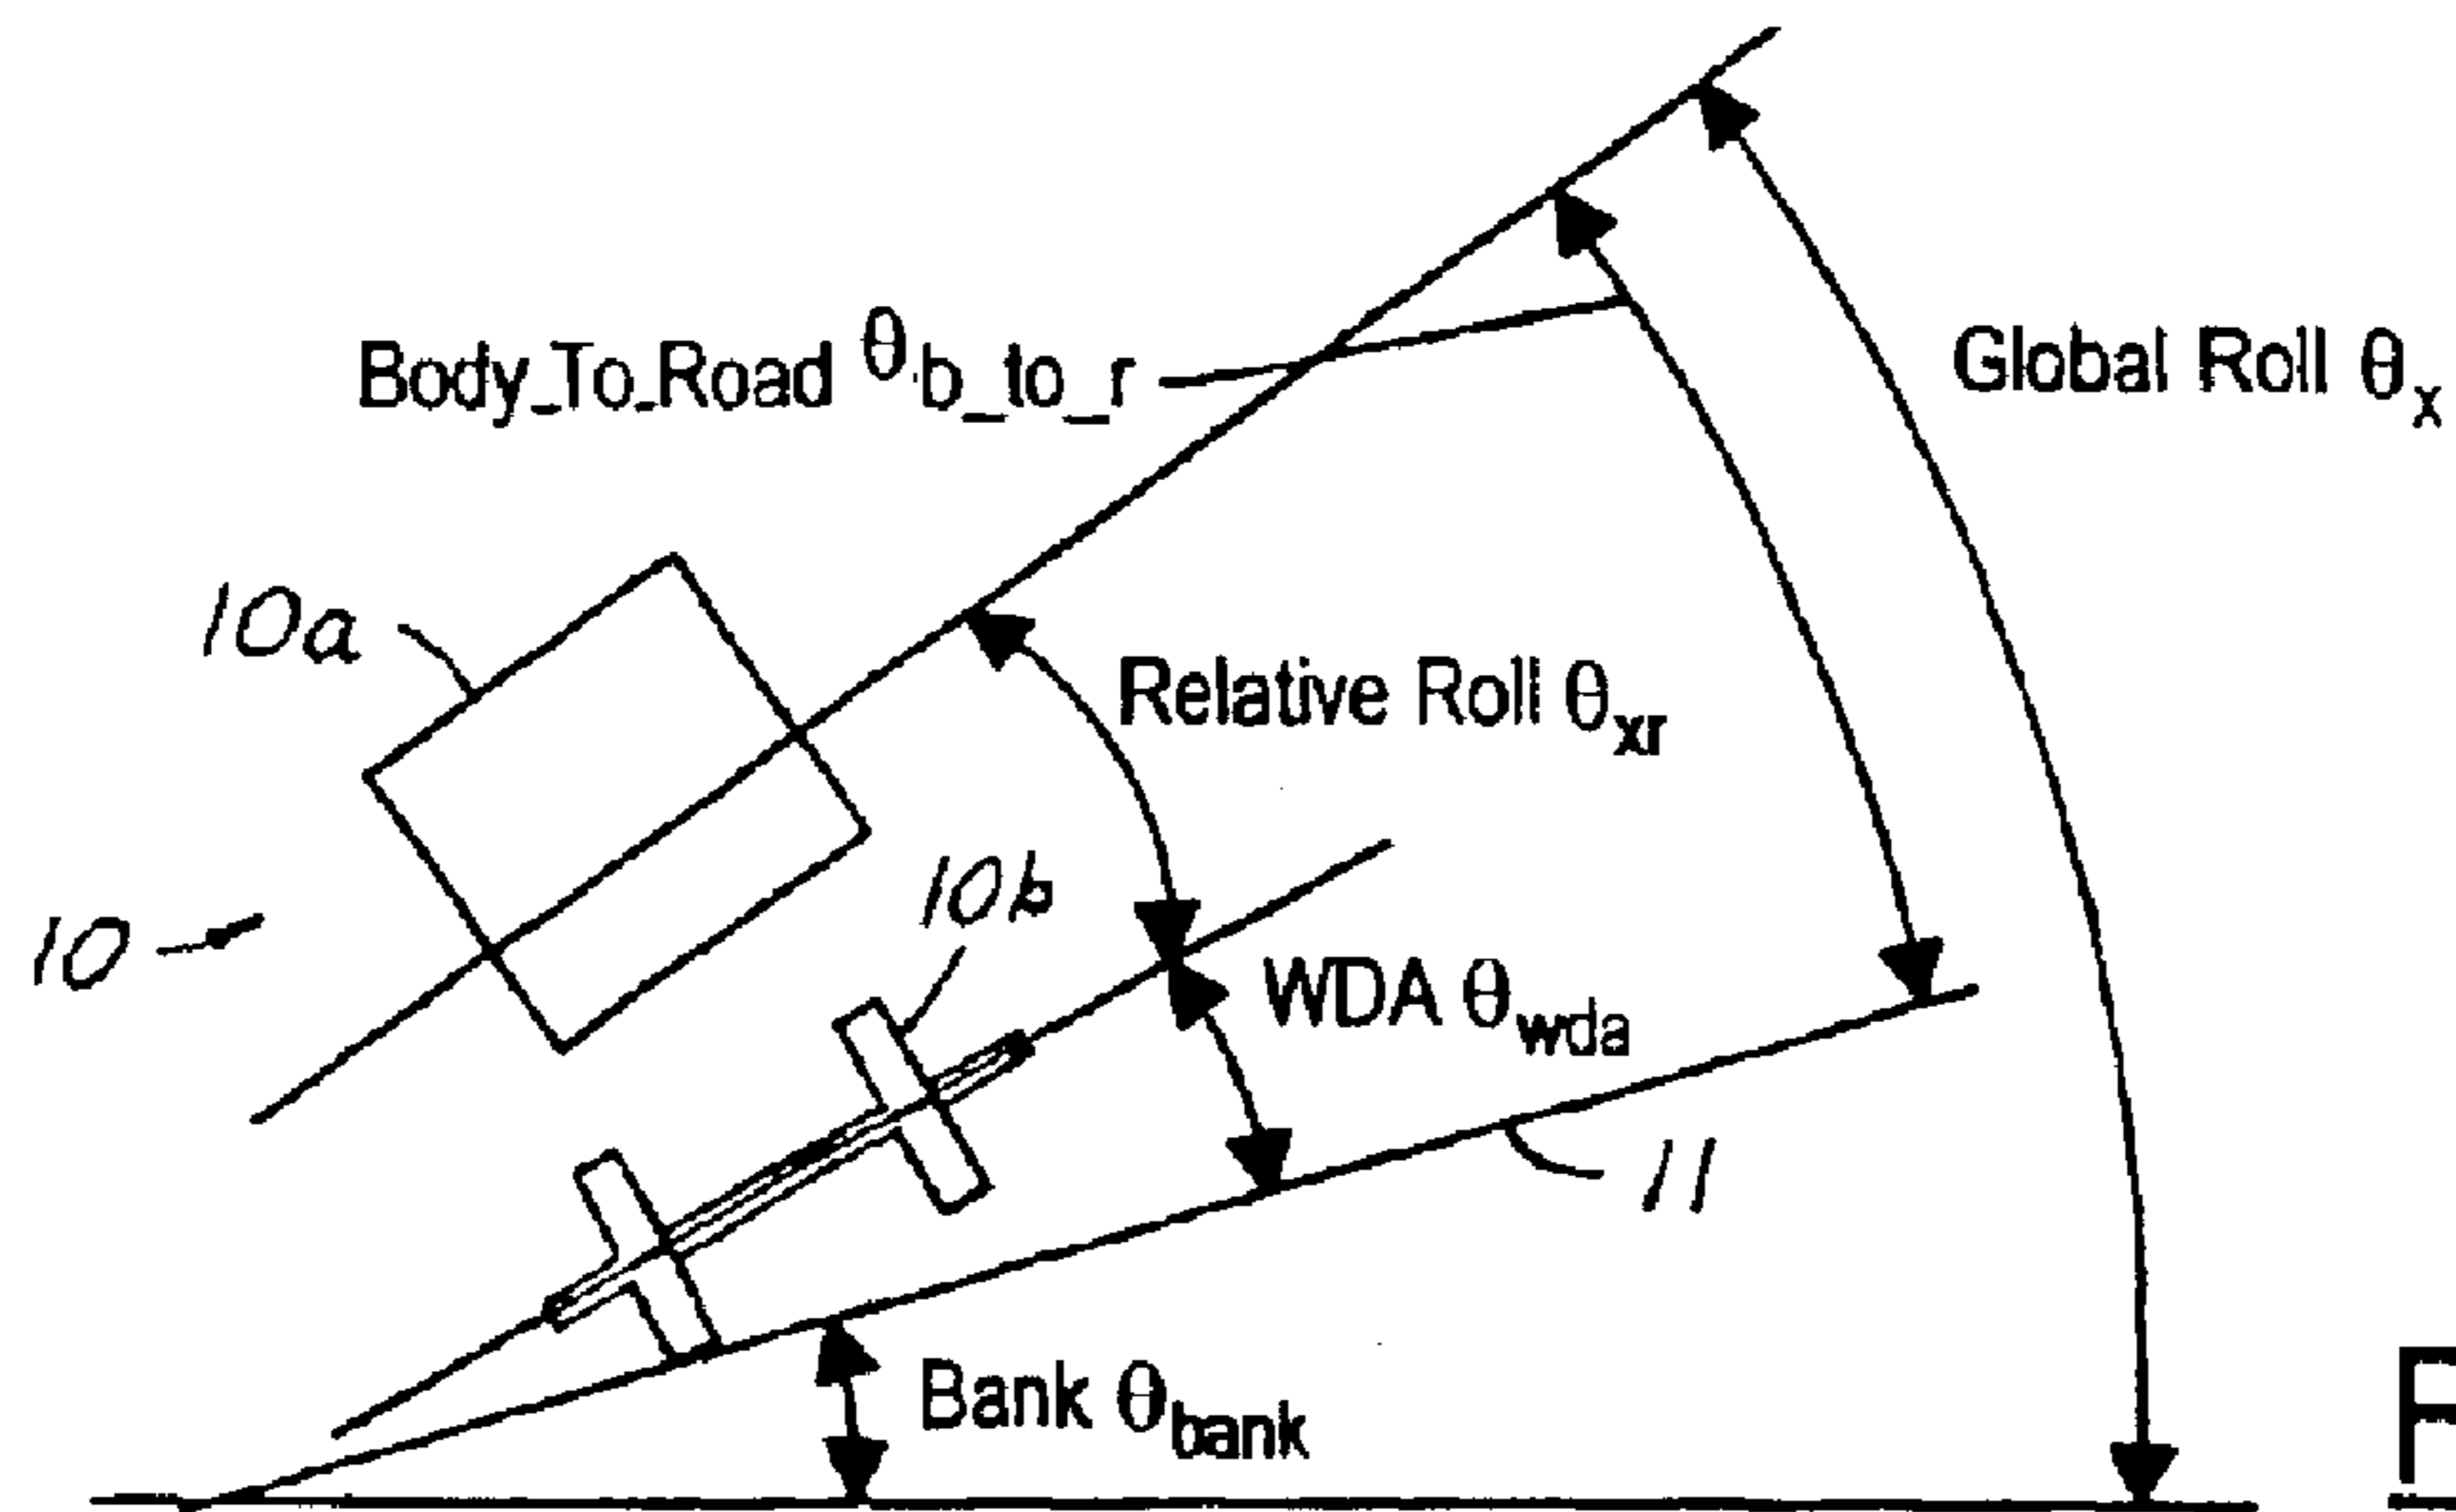 Body_To_Road θb_to_r
Global Roll θx
10a
Relative Roll θxr
10b
10
WDA θwda
11
Bank θbank
F